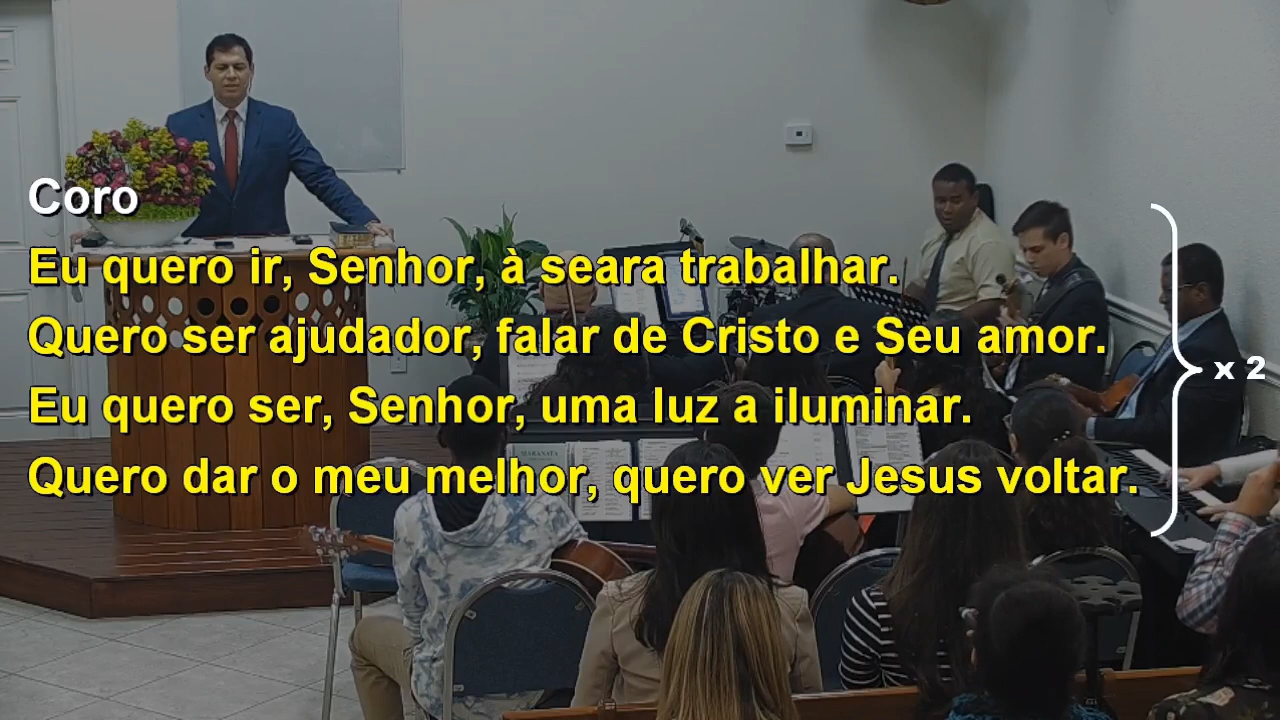 Coro
Eu quero ir, Senhor, à seara trabalhar.
Quero ser ajudador, falar de Cristo e Seu amor.
Eu quero ser, Senhor, uma luz a iluminar.
Quero dar o meu melhor, quero ver Jesus voltar.
x 2
MARANATA